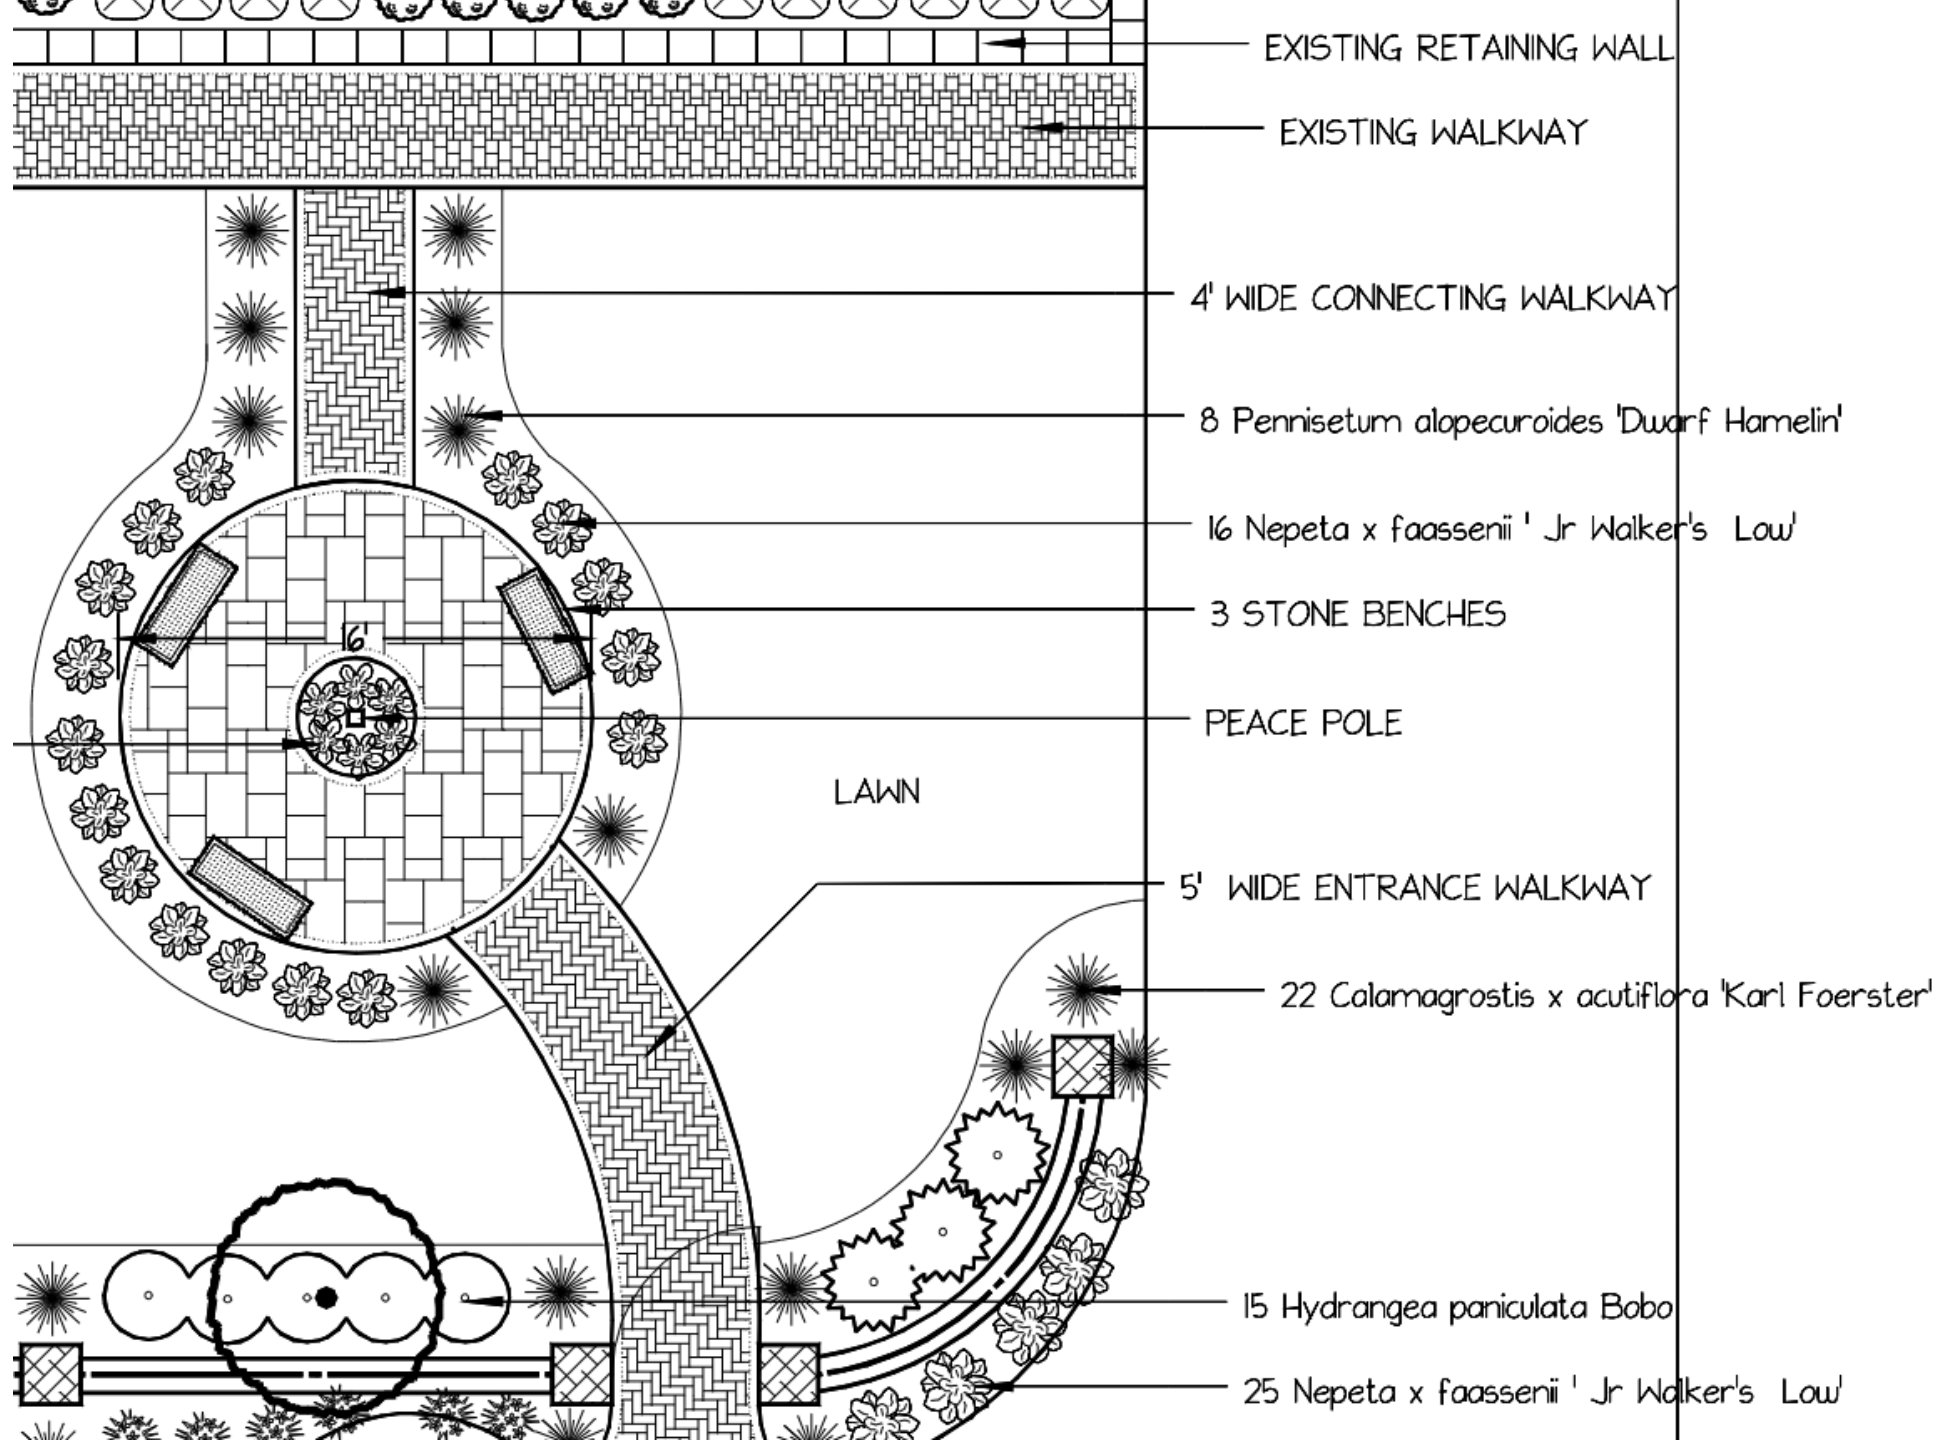 EXISTING RETAINING WALL
EXISTING WALKWAY
4' WIDE CONNECTING WALKWAY
8 Pennisetum alopecuroides 'Dwarf Hamelin'
16 Nepeta x faassenii ' Jr Walker's Low'
3 STONE BENCHES
16'
PEACE POLE
LAWN
5' WIDE ENTRANCE WALKWAY
22 Calamagrostis x acutiflora 'Karl Foerster'
15 Hydrangea paniculata Bobo
25 Nepeta x faassenii ' Jr Walker's Low'